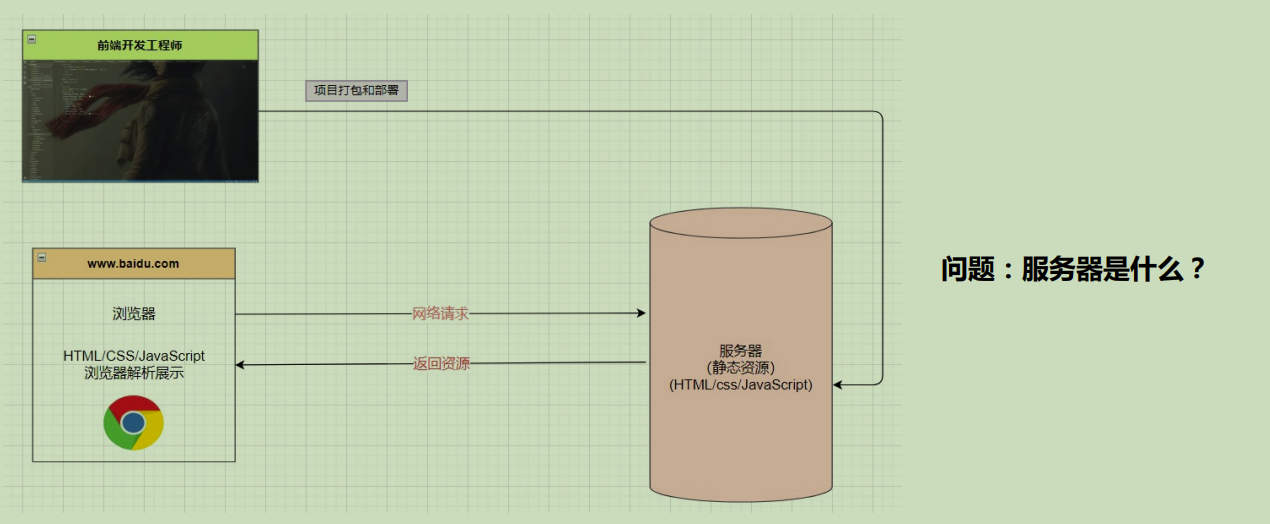 前端开发工程师
项目打包和部署
www.baidu.com
浏览器
HTML/CSS/JavaScript
浏览器解析展示
网络请求
返回资源
服务器
(静态资源)
(HTML/css/JavaScript)
问题：服务器是什么？